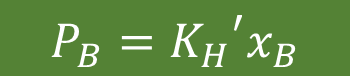 P_B = K_H′x_B